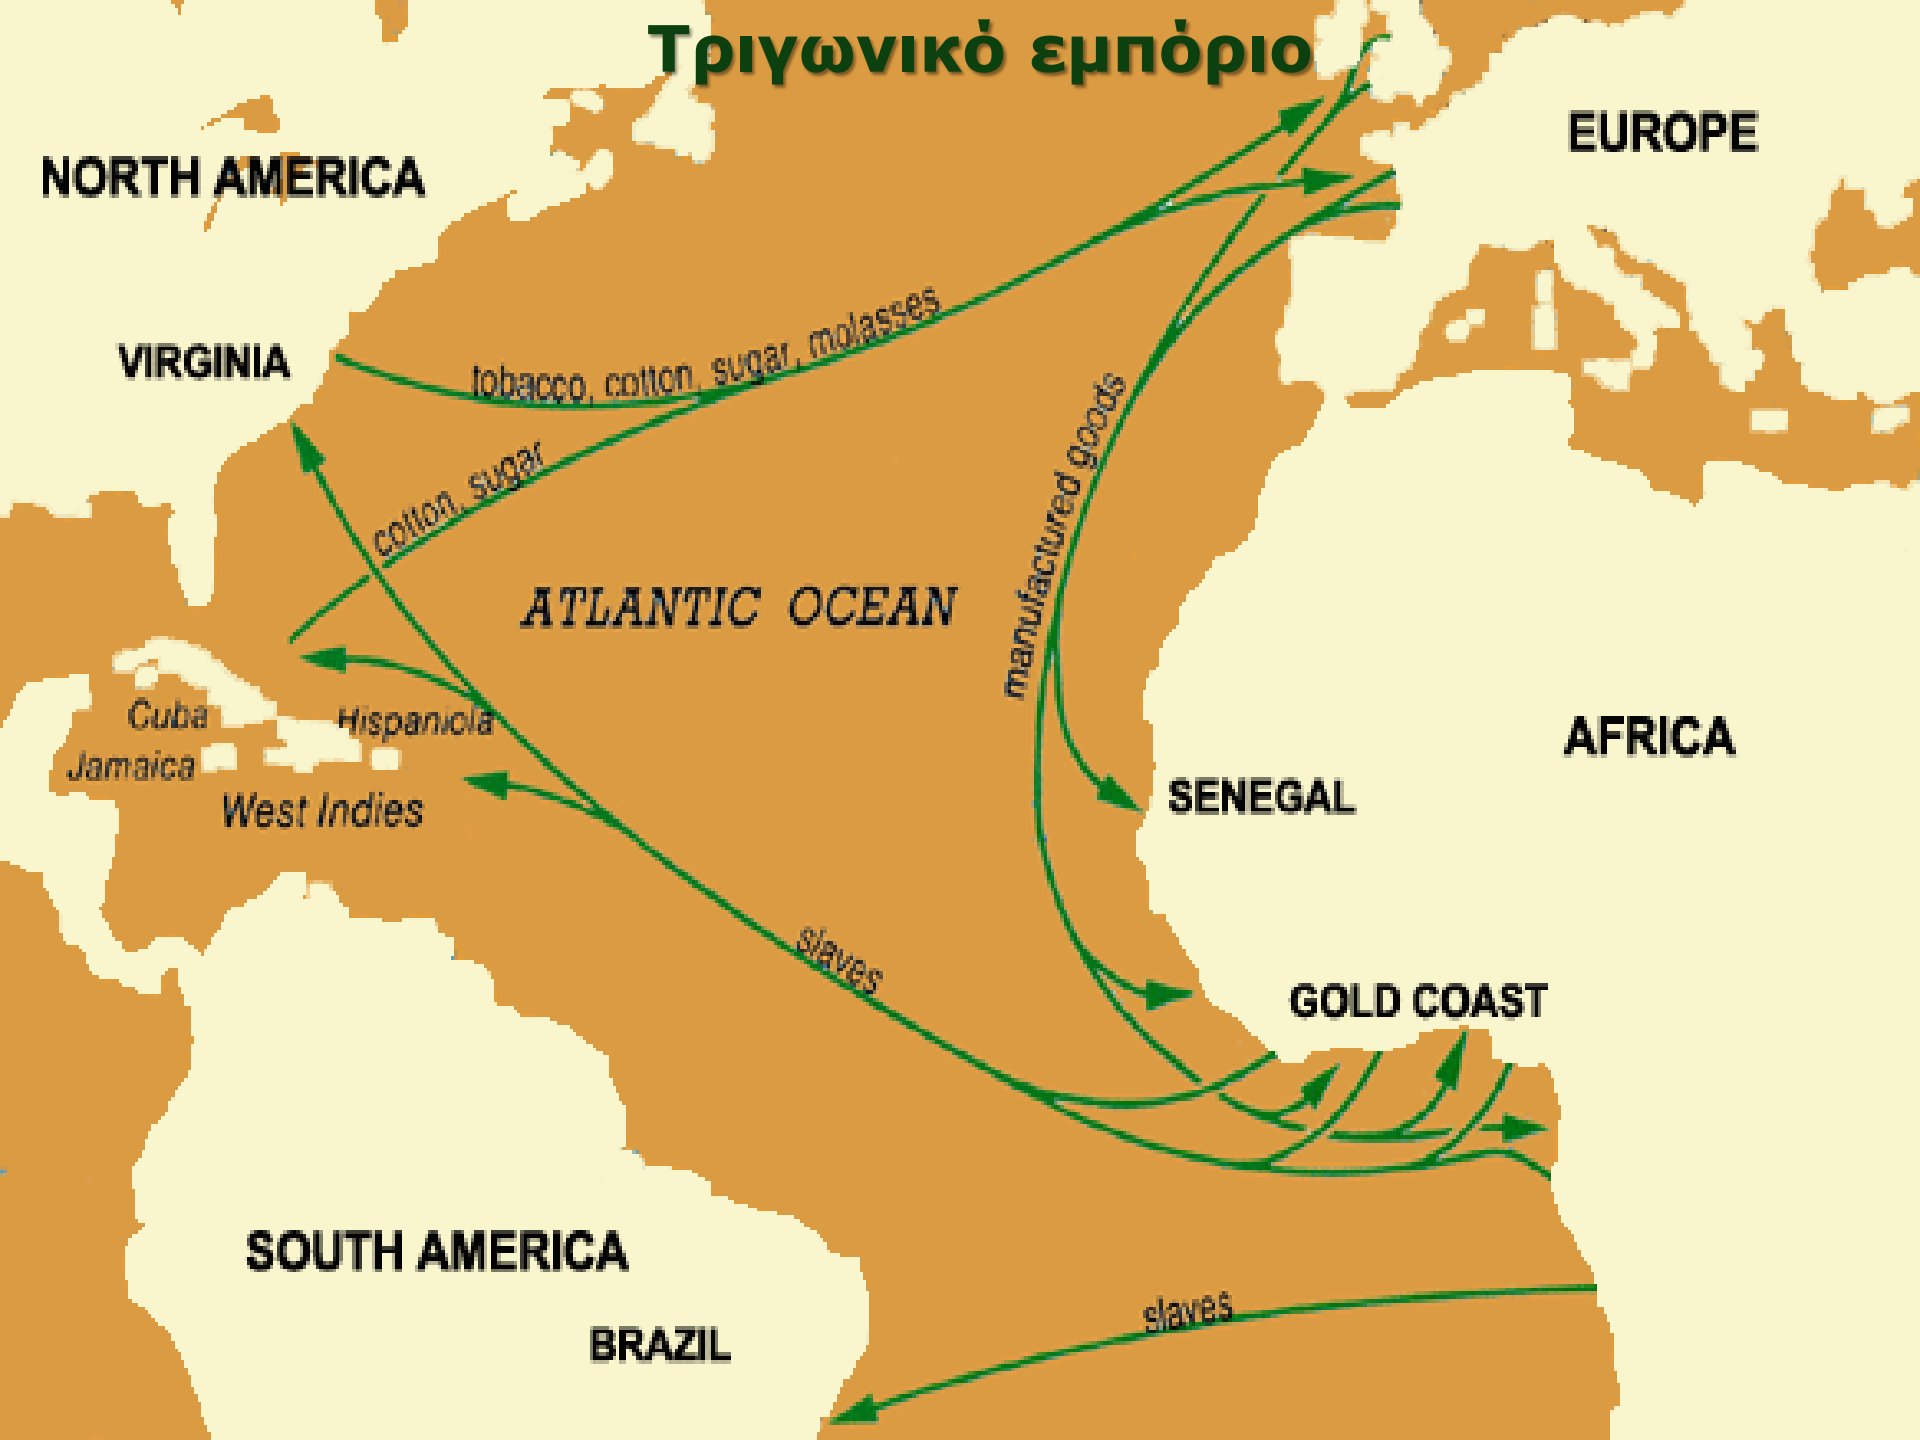 Τριγωνικό εμπόριο
EUROPE
NORTH AMERICA
VIRGINIA
tobacco, cotton, sugar, molasses
cotton, sugar
manufactured goods
ATLANTIC OCEAN
Cuba
Hispaniola
Jamaica
West Indies
AFRICA
SENEGAL
slaves
GOLD COAST
SOUTH AMERICA
slaves
BRAZIL